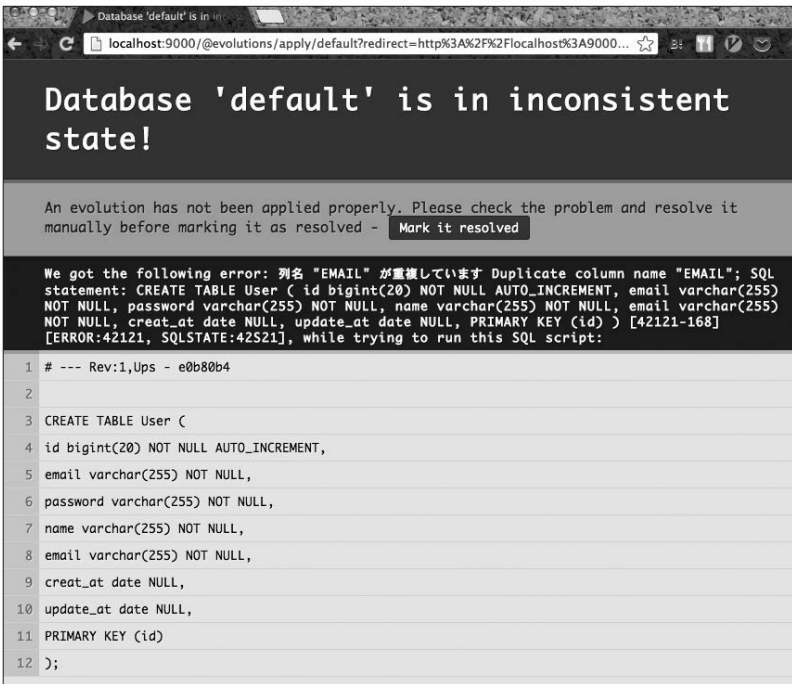 Database 'default' is in
localhost:9000/@evolutions/apply/default?redirect=http%3A%2F%2Flocalhost%3A9000...
Database 'default' is in inconsistent
state!
An evolution has not been applied properly. Please check the problem and resolve it
manually before marking it as resolved - Mark it resolved
We got the following error: 列名 "EMAIL" が重複しています Duplicate column name "EMAIL"; SQL
statement: CREATE TABLE User ( id bigint(20) NOT NULL AUTO_INCREMENT, email varchar(255)
NOT NULL, password varchar(255) NOT NULL, name varchar(255) NOT NULL, email varchar(255)
NOT NULL, creat_at date NULL, update_at date NULL, PRIMARY KEY (id) ) [42121-168]
[ERROR:42121, SQLSTATE:42S21], while trying to run this SQL script:
1 # --- Rev:1,Ups - e0b80b4
2
3 CREATE TABLE User (
4 id bigint(20) NOT NULL AUTO_INCREMENT,
5 email varchar(255) NOT NULL,
6 password varchar(255) NOT NULL,
7 name varchar(255) NOT NULL,
8 email varchar(255) NOT NULL,
9 creat_at date NULL,
10 update_at date NULL,
11 PRIMARY KEY (id)
12 );